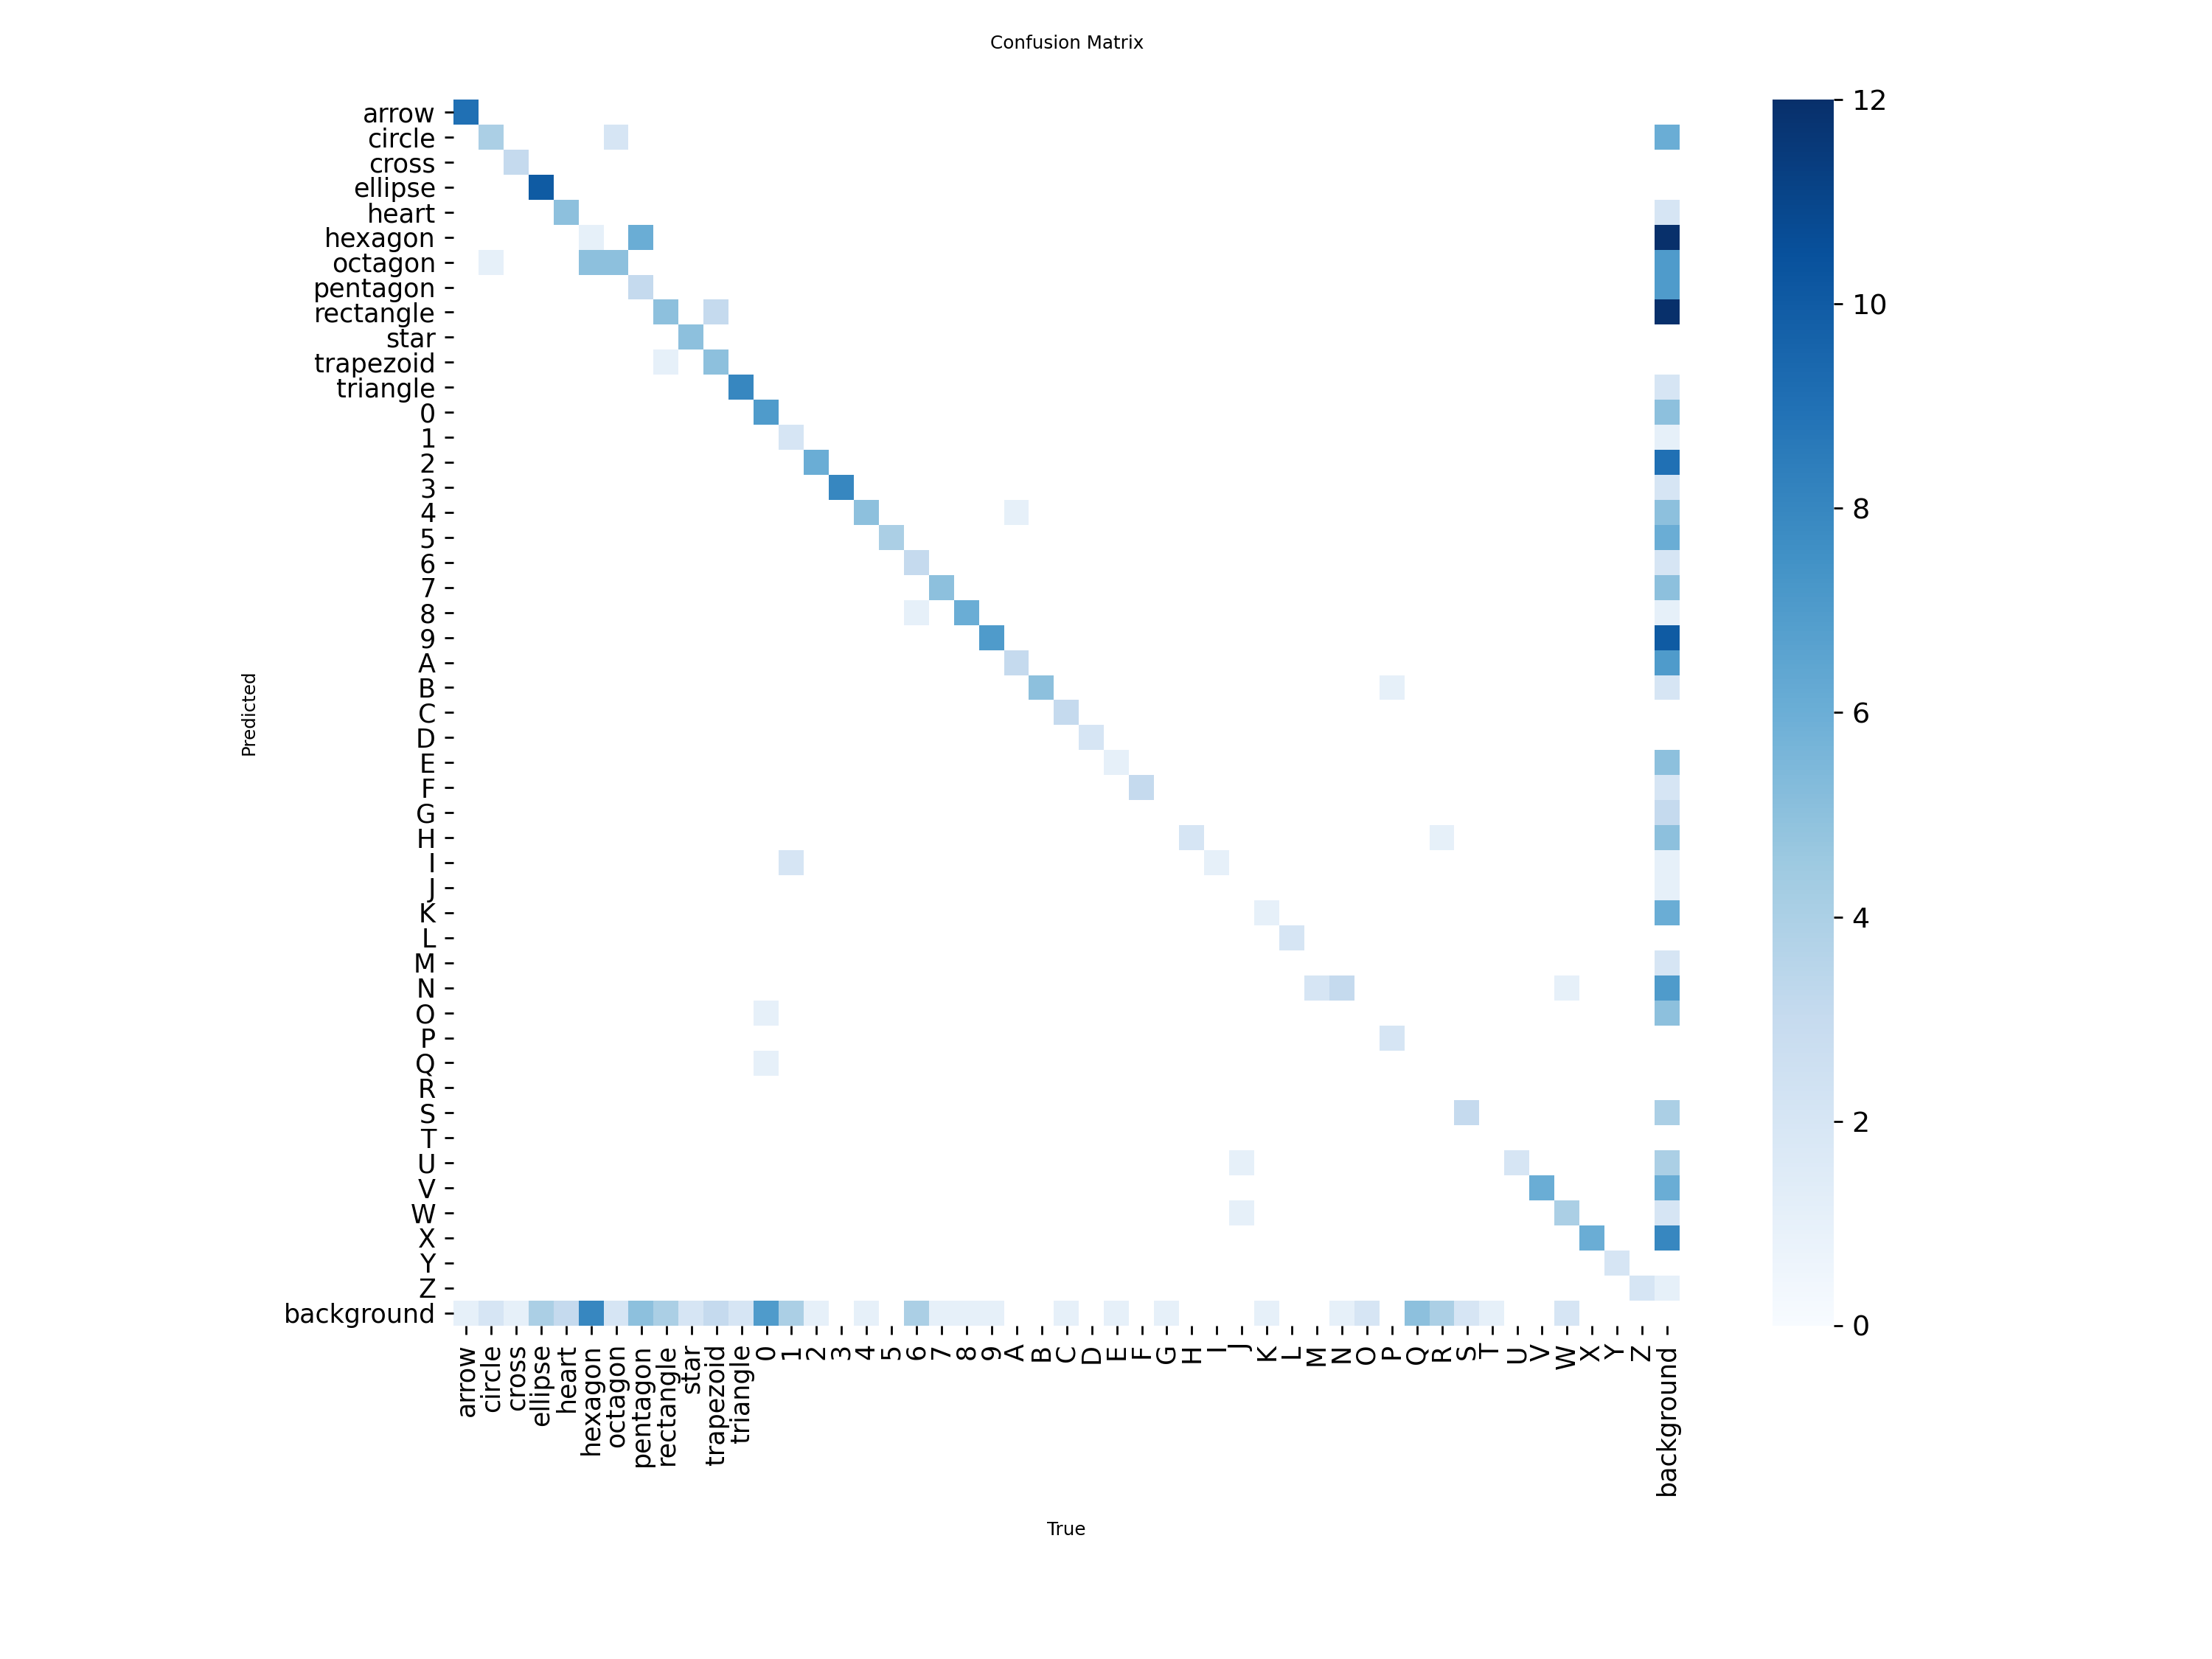 Confusion Matrix
arrow
circle
cross
ellipse
heart
hexagon
octagon
pentagon
rectangle
star
trapezoid
triangle
0
1
2
3
4
5
6
7
8
9
A
B
C
D
E
F
G
H
I
J
K
L
M
N
O
P
Q
R
S
T
U
V
W
X
Y
Z
background
Predicted
arrow
circle
cross
ellipse
heart
hexagon
octagon
pentagon
rectangle
star
trapezoid
triangle
0
1
2
3
4
5
6
7
8
9
A
B
C
D
E
F
G
H
I
J
K
L
M
N
O
P
Q
R
S
T
U
V
W
X
Y
Z
background
True
12
10
8
6
4
2
0